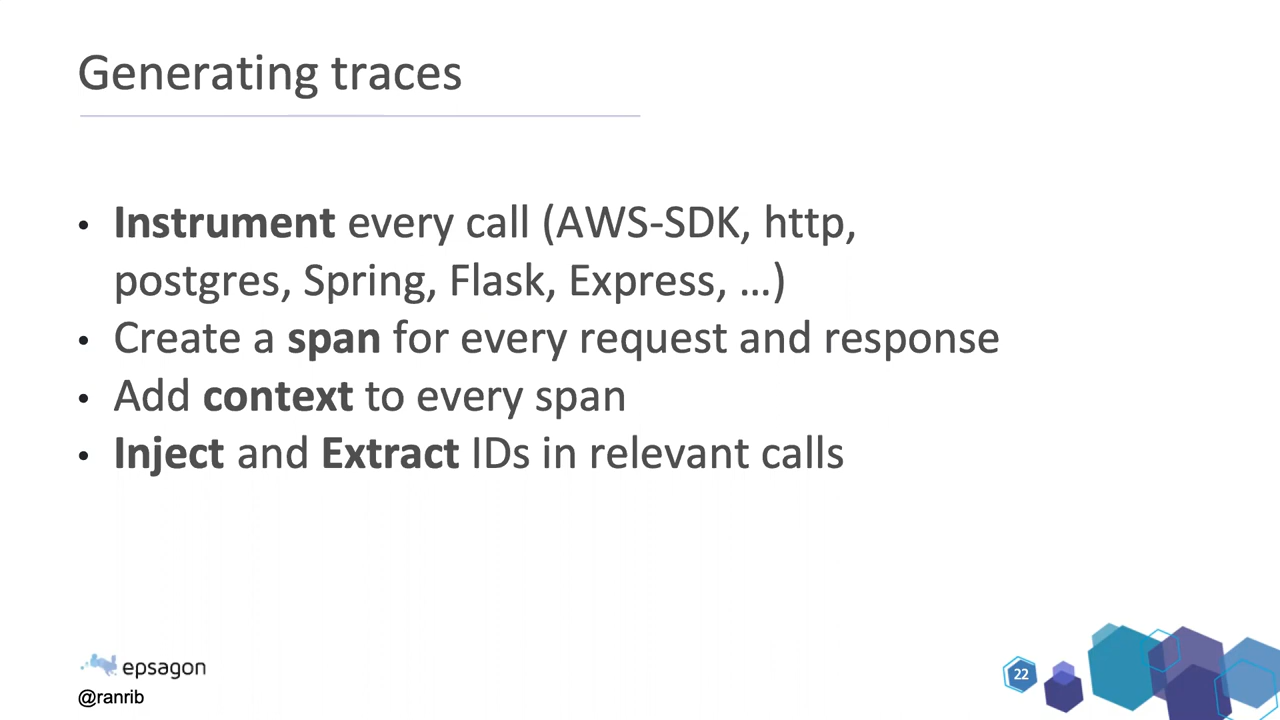 Generating traces
• Instrument every call (AWS-SDK, http,
postgres, Spring, Flask, Express, …)
• Create a span for every request and response
• Add context to every span
• Inject and Extract IDs in relevant calls
epsagon
@ranrib
22